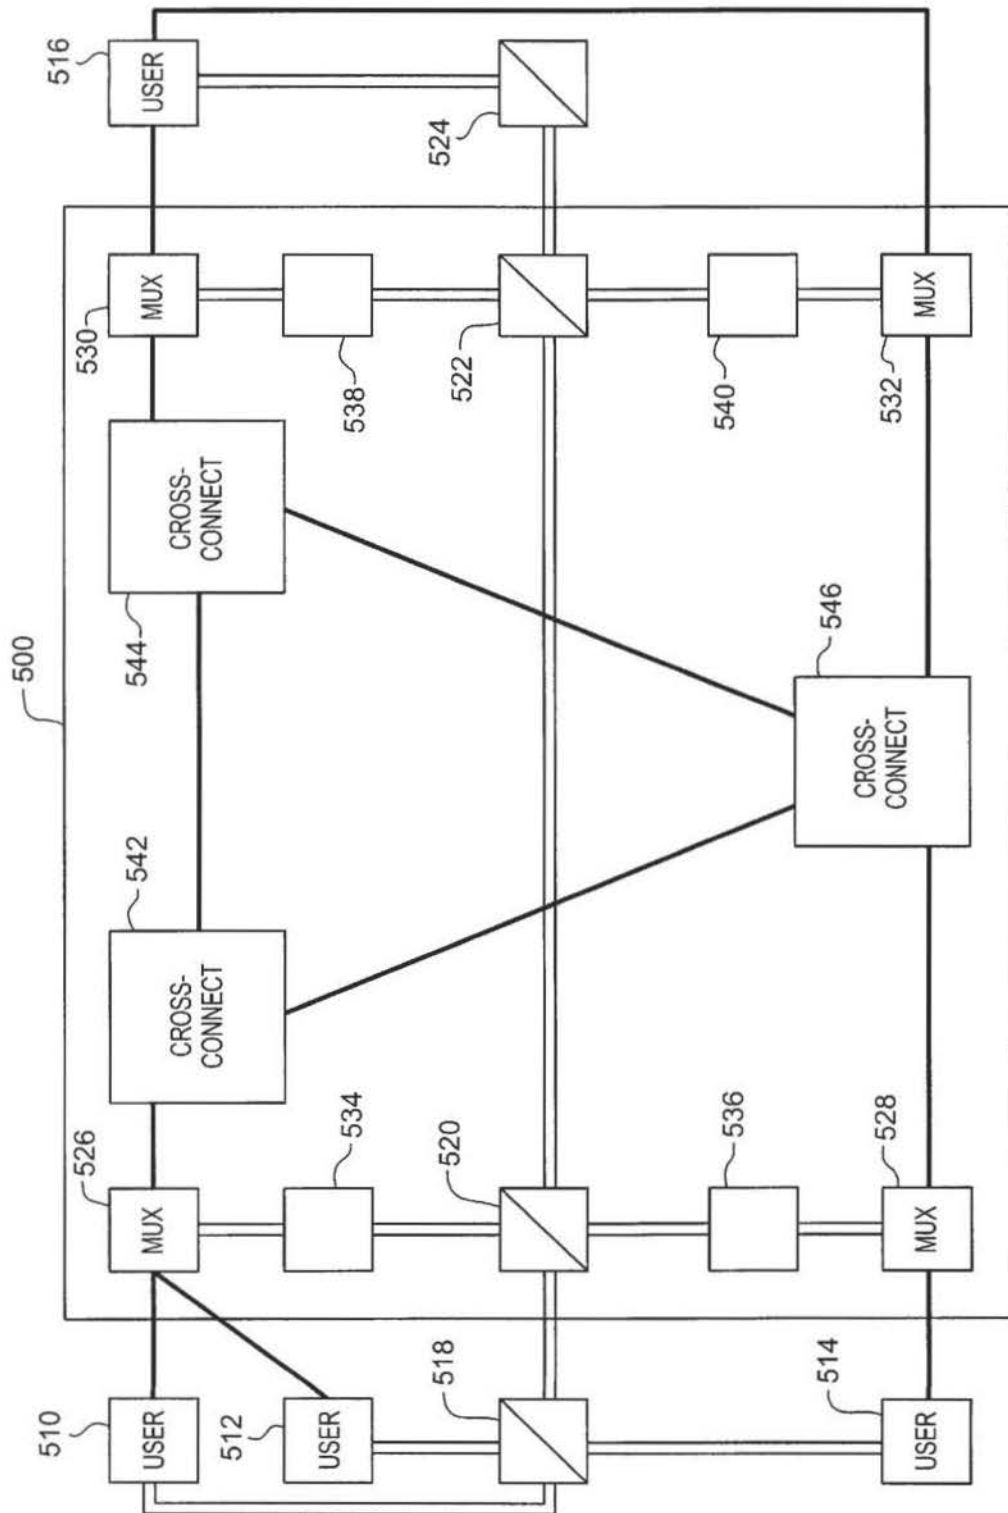 500
510
USER
526
MUX
542
CROSS-
CONNECT
544
CROSS-
CONNECT
530
MUX
516
USER
512
USER
534
538
518
520
522
524
536
540
514
USER
528
MUX
546
CROSS-
CONNECT
532
MUX